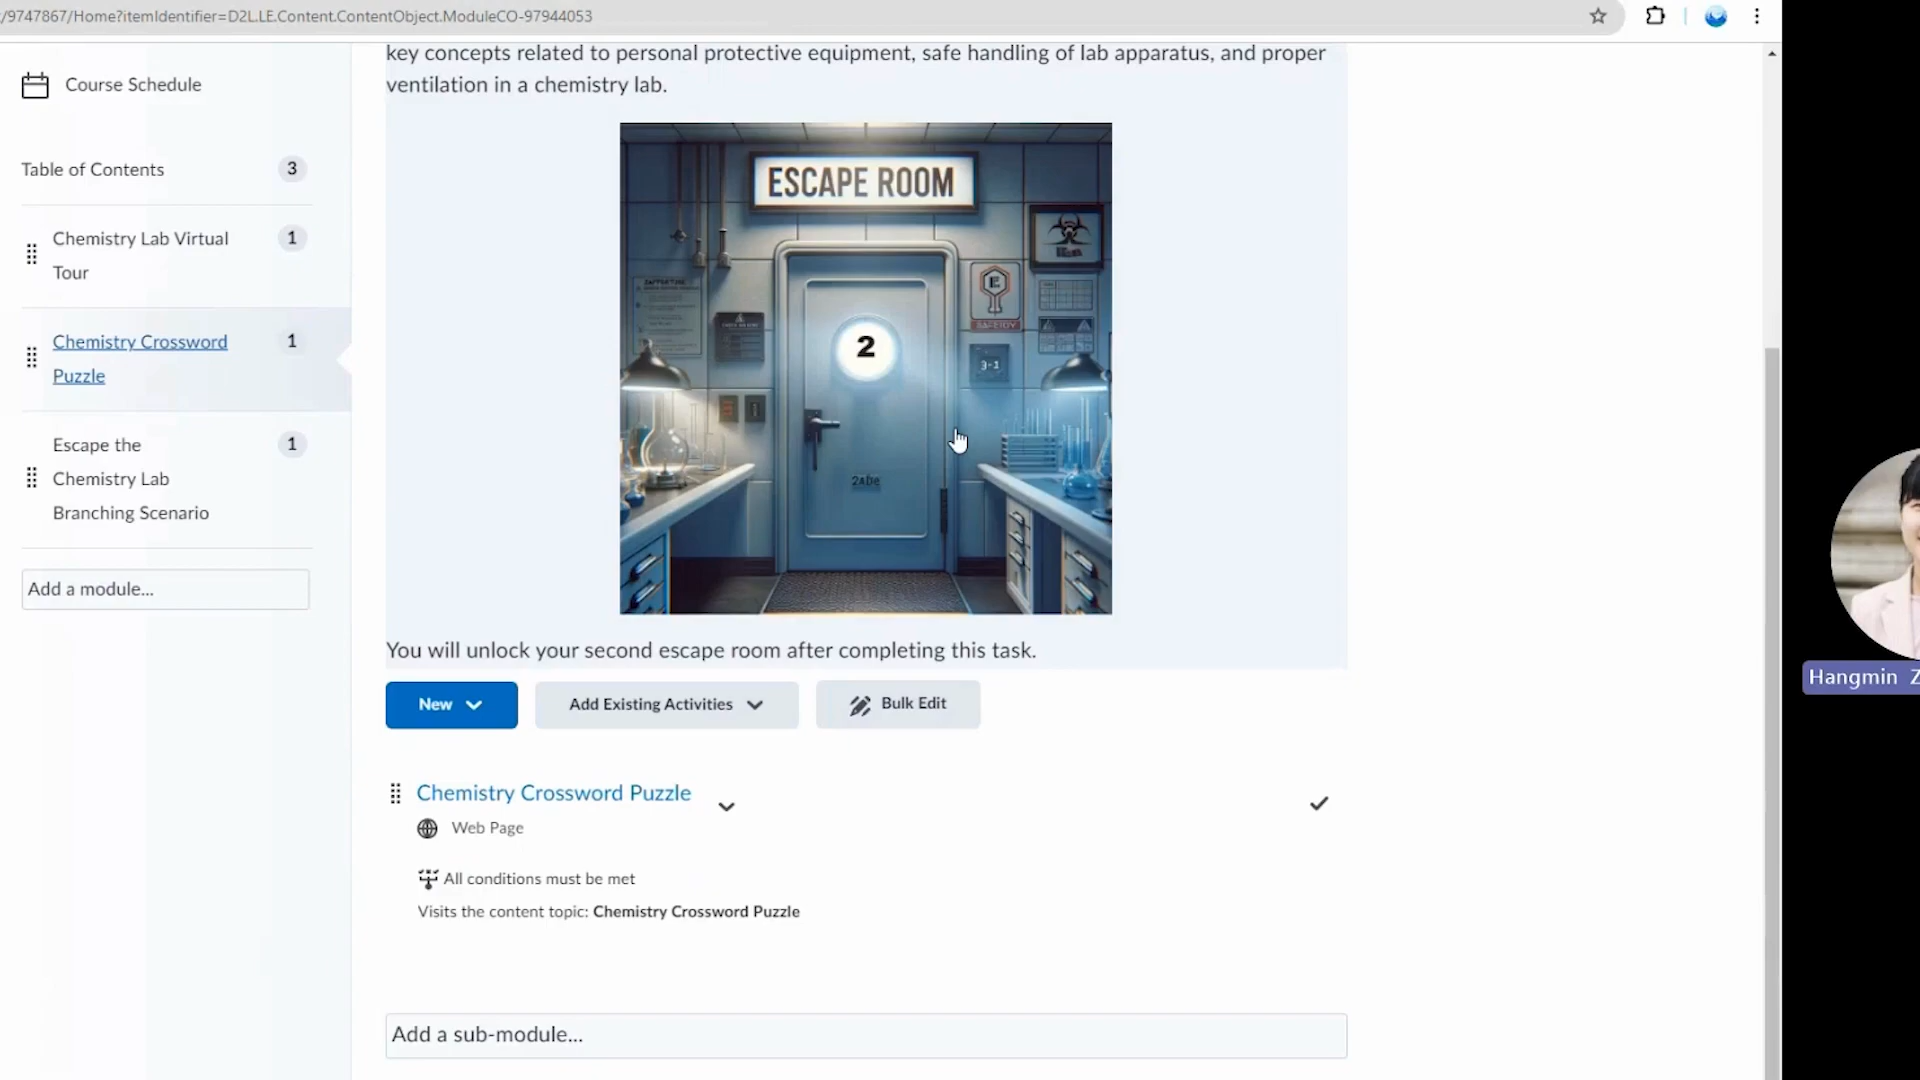 /9747867/Home?itemIdentifier=D2L.LE.Content.ContentObject.ModuleCO-97944053
Course Schedule
Table of Contents 3
Chemistry Lab Virtual
Tour
1
Chemistry Crossword
Puzzle
1
Escape the
Chemistry Lab
Branching Scenario
1
Add a module...
key concepts related to personal protective equipment, safe handling of lab apparatus, and proper
ventilation in a chemistry lab.
ESCAPE ROOM
E
SAFEIDY
2
3-1
2Abe
You will unlock your second escape room after completing this task.
New
Add Existing Activities
Bulk Edit
Chemistry Crossword Puzzle
Web Page
All conditions must be met
Visits the content topic: Chemistry Crossword Puzzle
Add a sub-module...
Hangmin Z